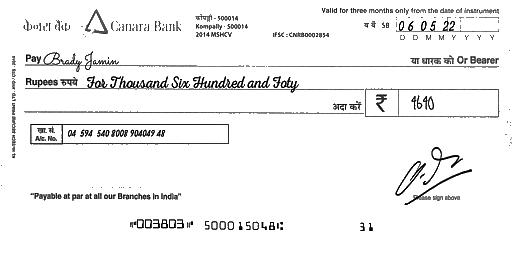 Valid for three months only from the date of instrument
केनरा बैंक Canara Bank
कोंपल्ली - 500014
Kompally - 500014
2014 MSHCV
IFSC : CNRB0002854
SB 06 05 22
D D M M Y Y Y Y
Pay Brady Jamin या धारक को Or Bearer
Rupees रुपये For Thousand Six Hundred and Foty
अदा करें ₹ 4640
खा. सं.
A/c. No. 04 594 540 8008 904049 48
Please sign above
"Payable at par at all our Branches in India"
⑈003803⑈ 500015048⑆ 31